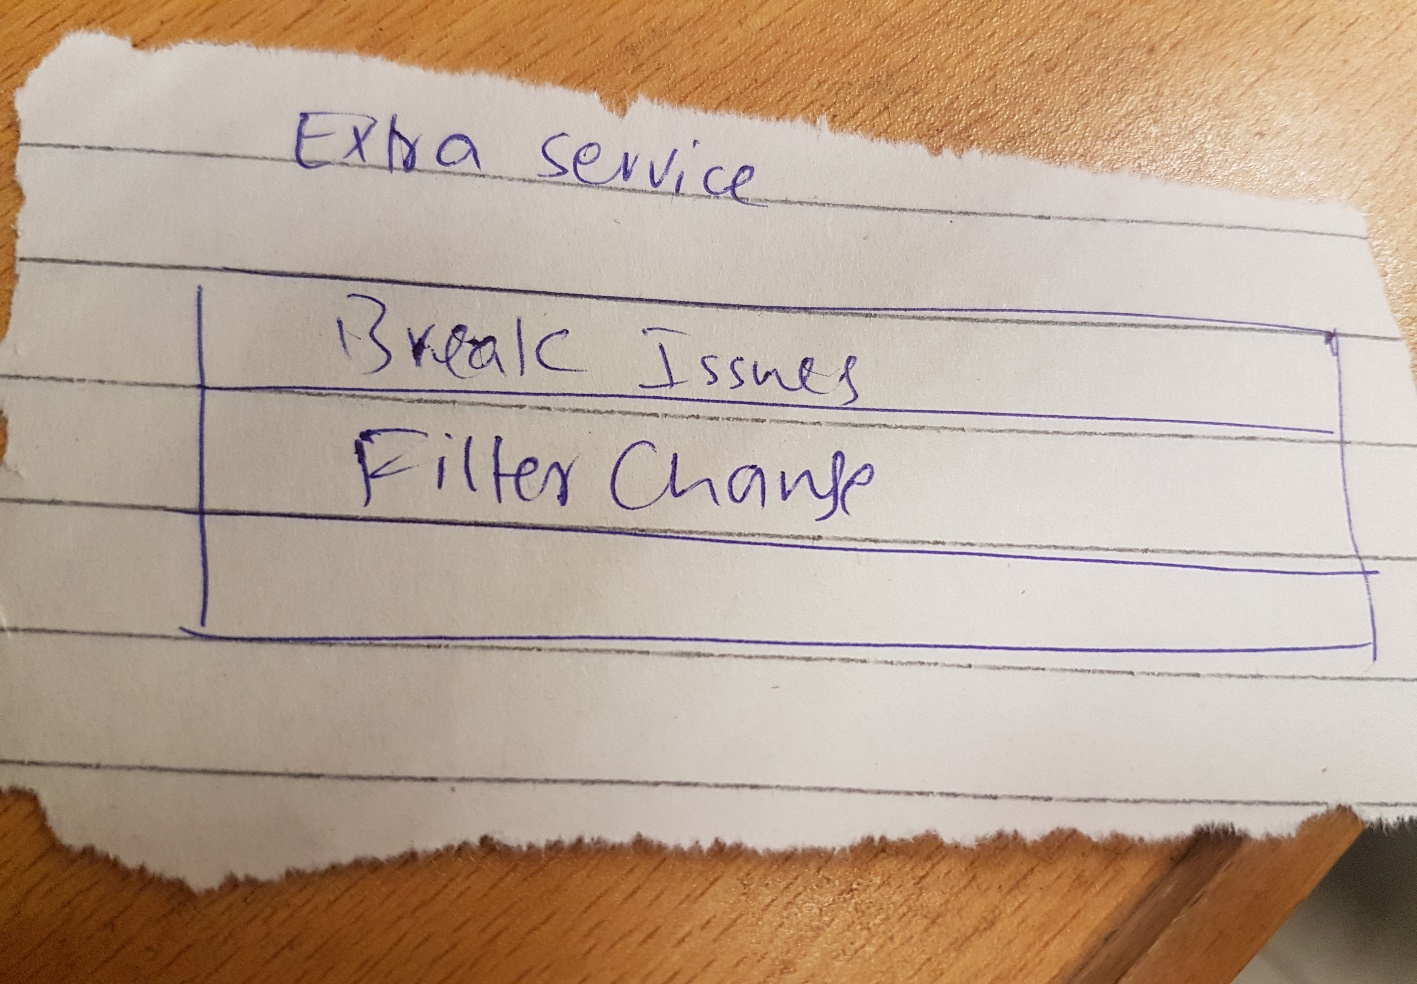 Extra service
Break Issues
Filter Change